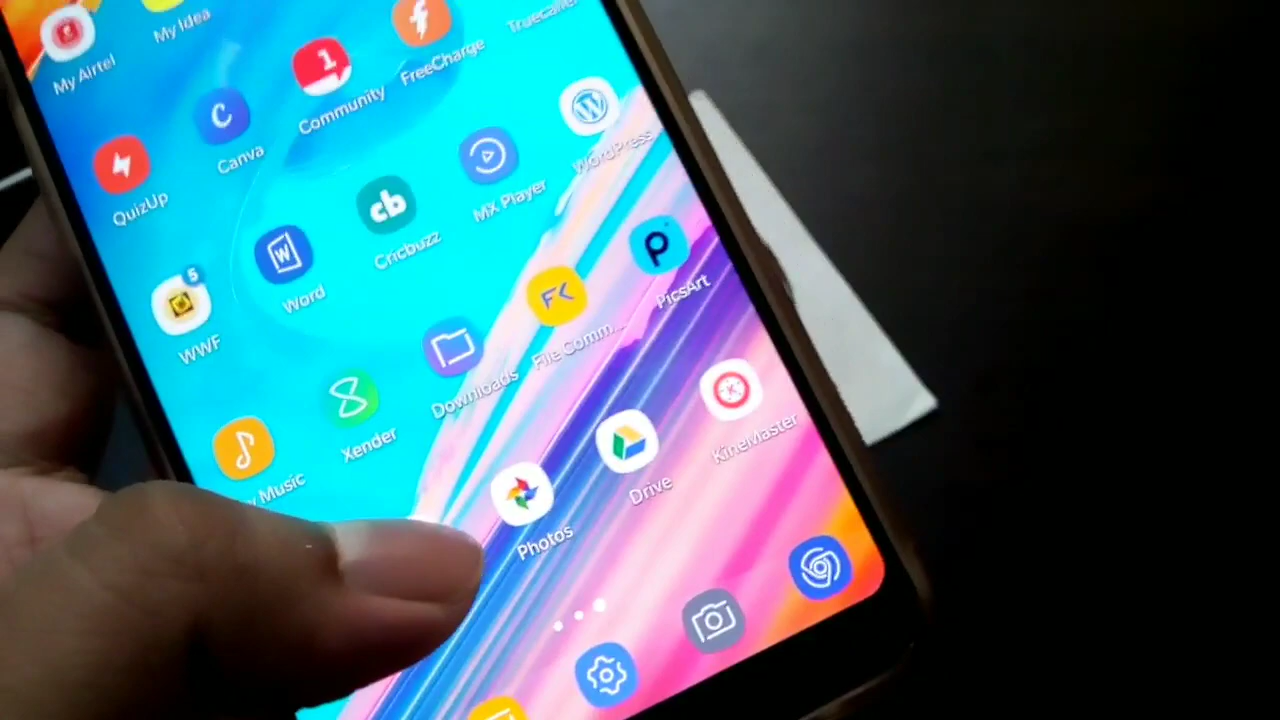 My Airtel
My Idea
Community
1
FreeCharge
Truecaller
QuizUp
C
Canva
cb
Cricbuzz
MX Player
W
WordPress
5
WWF
W
Word
Downloads
FC
File Comm...
P
PicsArt
Music
Xender
Photos
Drive
K
KineMaster